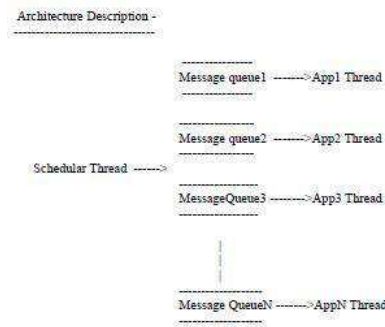 Architecture Description -
Message queue1 ------->App1 Thread
Message queue2 ------->App2 Thread
Schedular Thread ------>
MessageQueue3 -------->App3 Thread
Message QueueN ------->AppN Thread